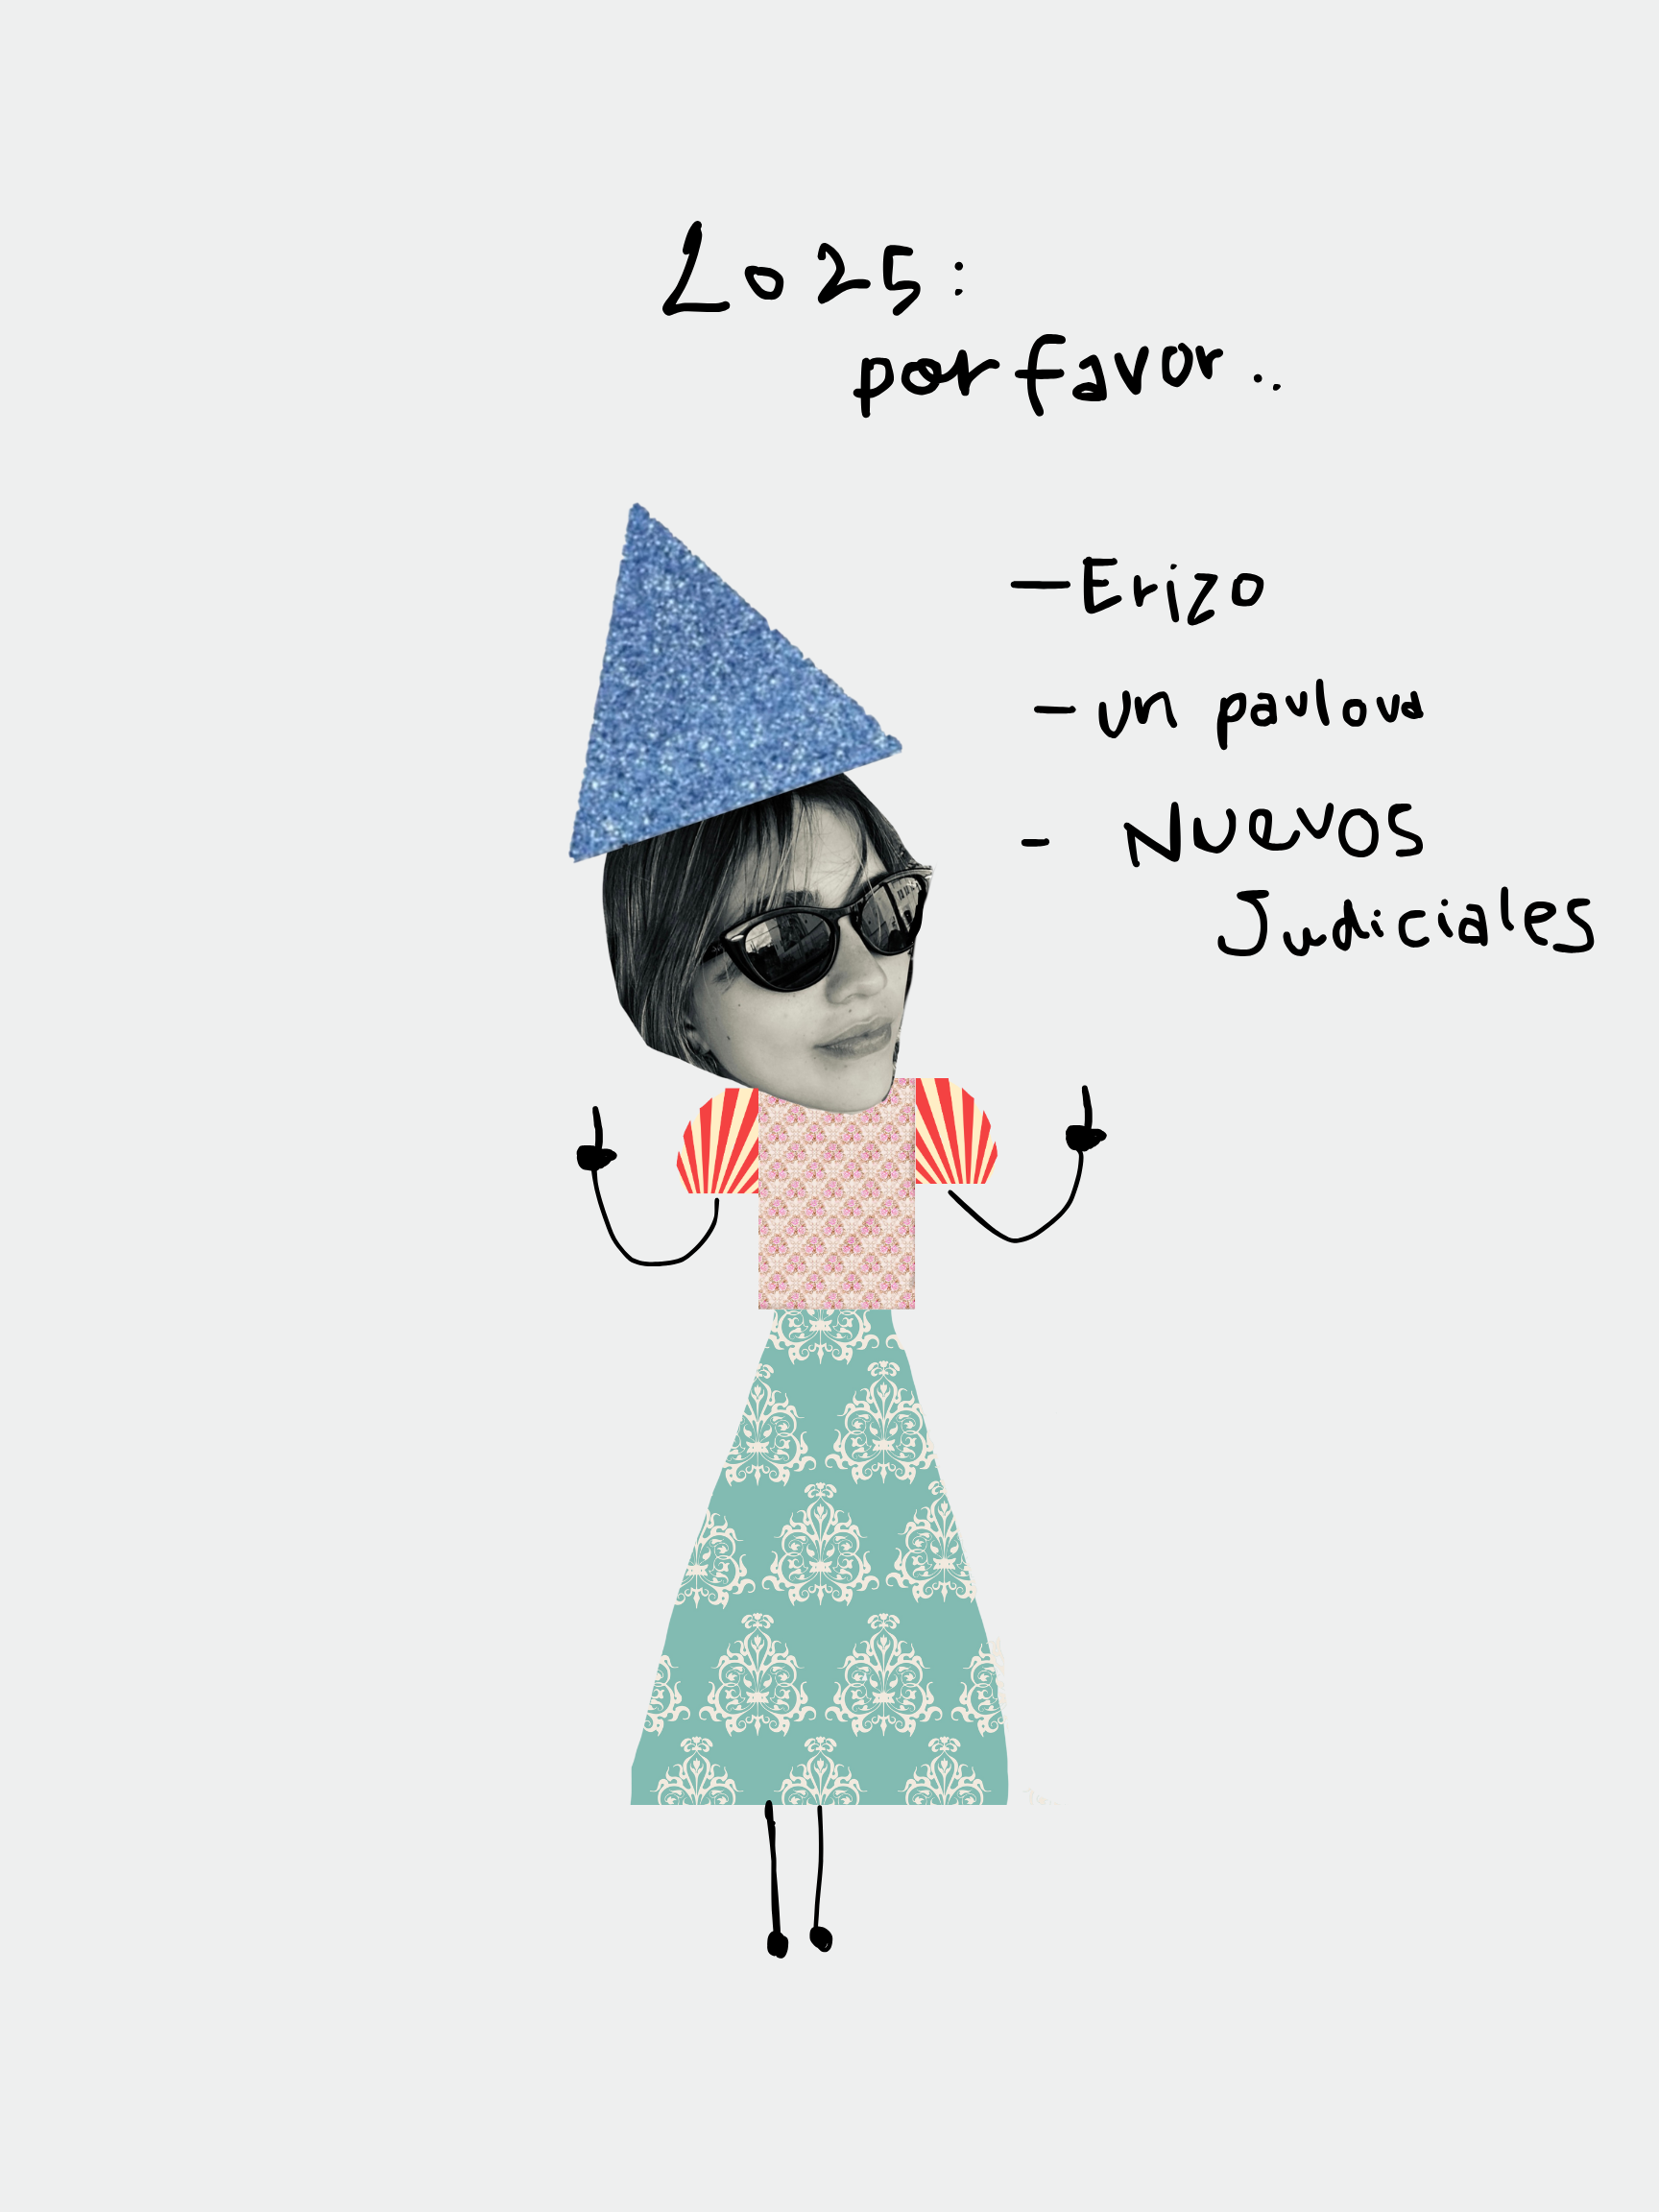 2025:
por favor..
- Erizo
- un pavlova
- Nuevos
Judiciales